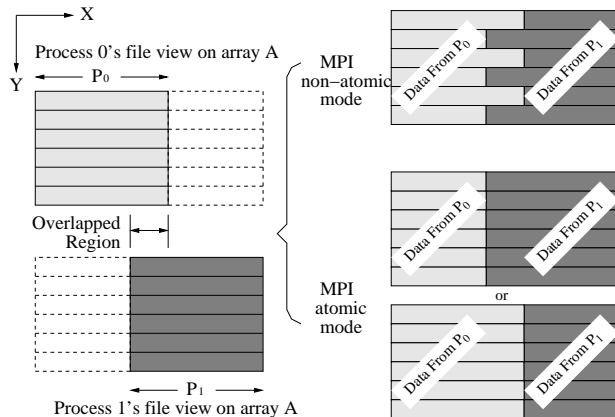 X
Y
Process 0's file view on array A
P0
Overlapped
Region
P1
Process 1's file view on array A
MPI
non−atomic
mode
Data From P0
Data From P1
MPI
atomic
mode
Data From P0
Data From P1
or
Data From P0
Data From P1